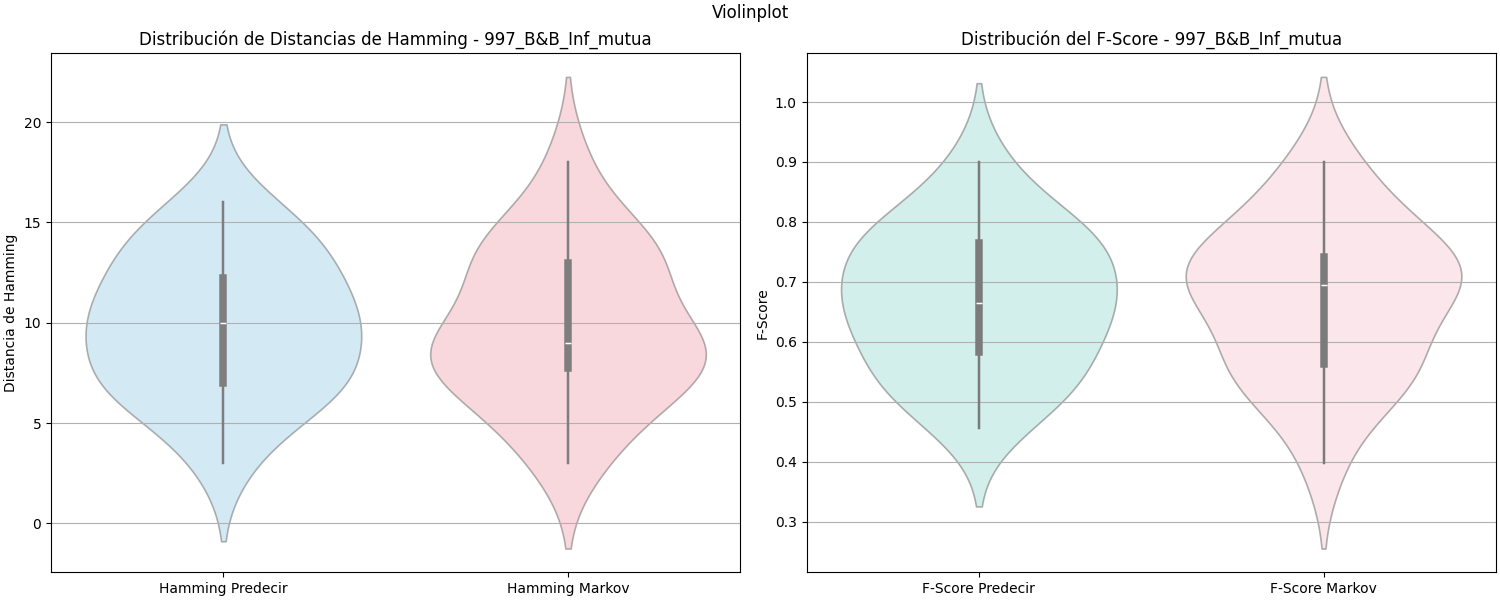 Violinplot
Distribución de Distancias de Hamming - 997_B&B_Inf_mutua
Distancia de Hamming
20
15
10
5
0
Hamming Predecir
Hamming Markov
Distribución del F-Score - 997_B&B_Inf_mutua
F-Score
1.0
0.9
0.8
0.7
0.6
0.5
0.4
0.3
F-Score Predecir
F-Score Markov